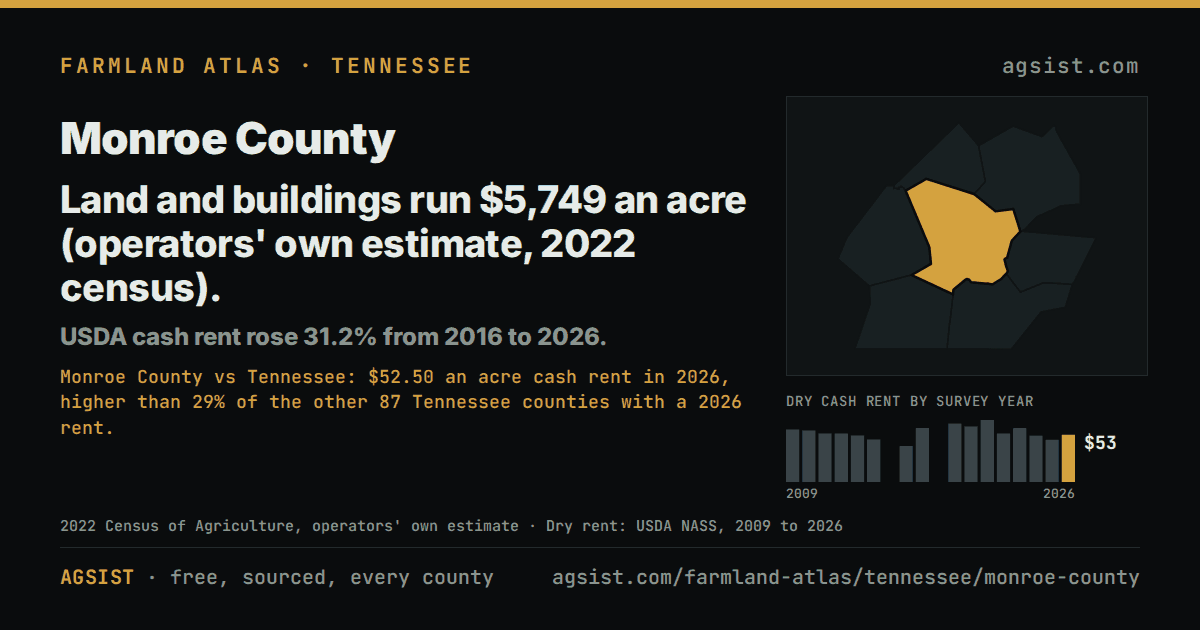 FARMLAND ATLAS · TENNESSEE
agsist.com
Monroe County
Land and buildings run $5,749 an acre
(operators' own estimate, 2022
census).
USDA cash rent rose 31.2% from 2016 to 2026.
Monroe County vs Tennessee: $52.50 an acre cash rent in 2026,
higher than 29% of the other 87 Tennessee counties with a 2026
rent.
DRY CASH RENT BY SURVEY YEAR
$53
2009
2026
2022 Census of Agriculture, operators' own estimate · Dry rent: USDA NASS, 2009 to 2026
AGSIST · free, sourced, every county
agsist.com/farmland-atlas/tennessee/monroe-county